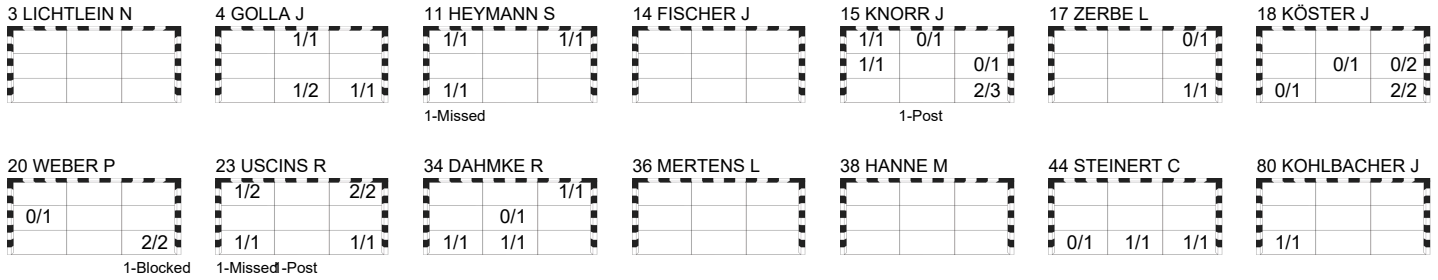 3 LICHTLEIN N 4 GOLLA J 11 HEYMANN S 14 FISCHER J 15 KNORR J 17 ZERBE L 18 KÖSTER J
1/1 1/1 1/1 1/1 0/1 0/1
1/1 0/1 0/1 0/2
1/2 1/1 1/1 2/3 1/1 0/1 2/2
1-Missed 1-Post
20 WEBER P 23 USCINS R 34 DAHMKE R 36 MERTENS L 38 HANNE M 44 STEINERT C 80 KOHLBACHER J
1/2 2/2 1/1
0/1 0/1
2/2 1/1 1/1 1/1 1/1 0/1 1/1 1/1 1/1
1-Blocked 1-Missed 1-Post